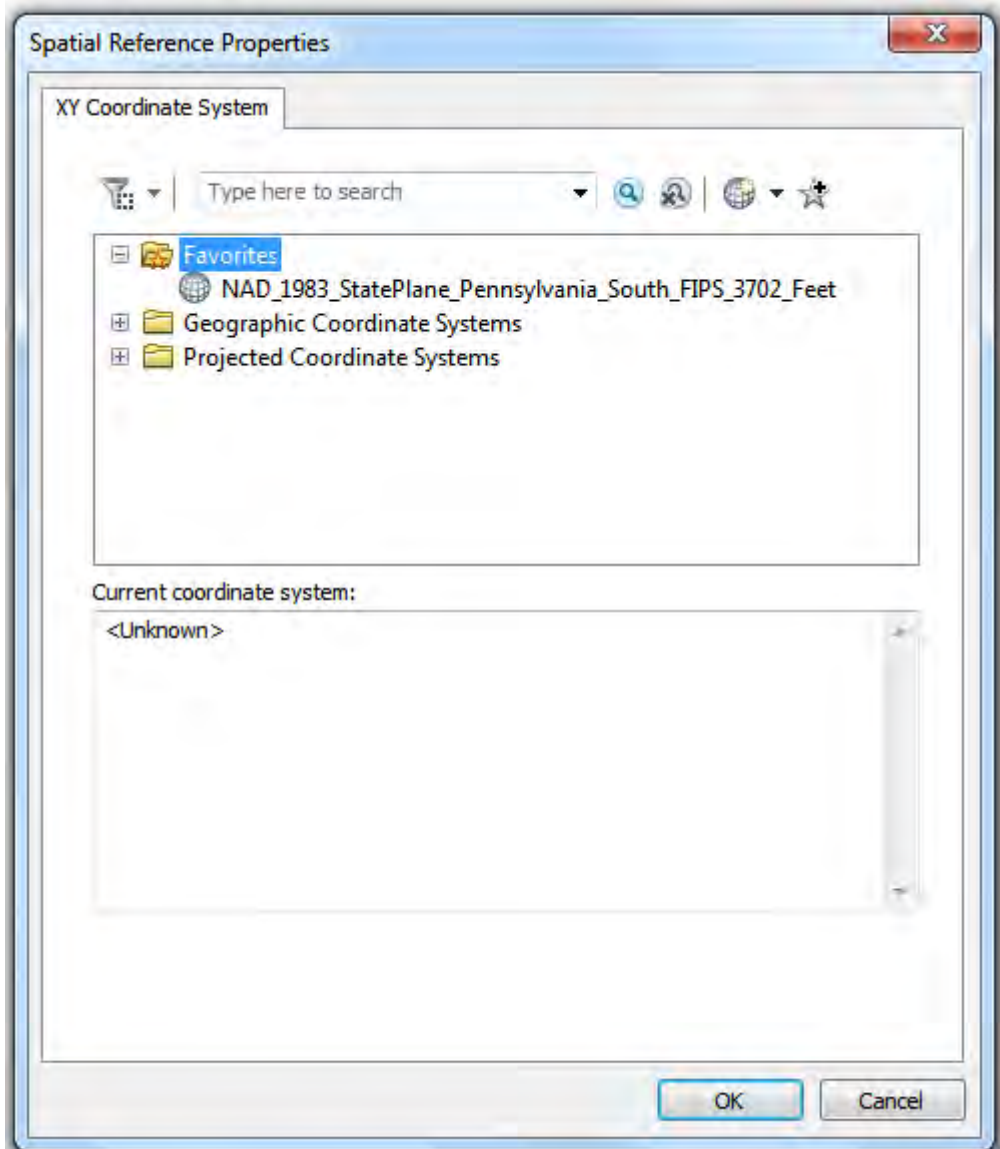 Spatial Reference Properties
XY Coordinate System
Type here to search
Favorites
NAD_1983_StatePlane_Pennsylvania_South_FIPS_3702_Feet
Geographic Coordinate Systems
Projected Coordinate Systems
Current coordinate system:
<Unknown>
OK Cancel